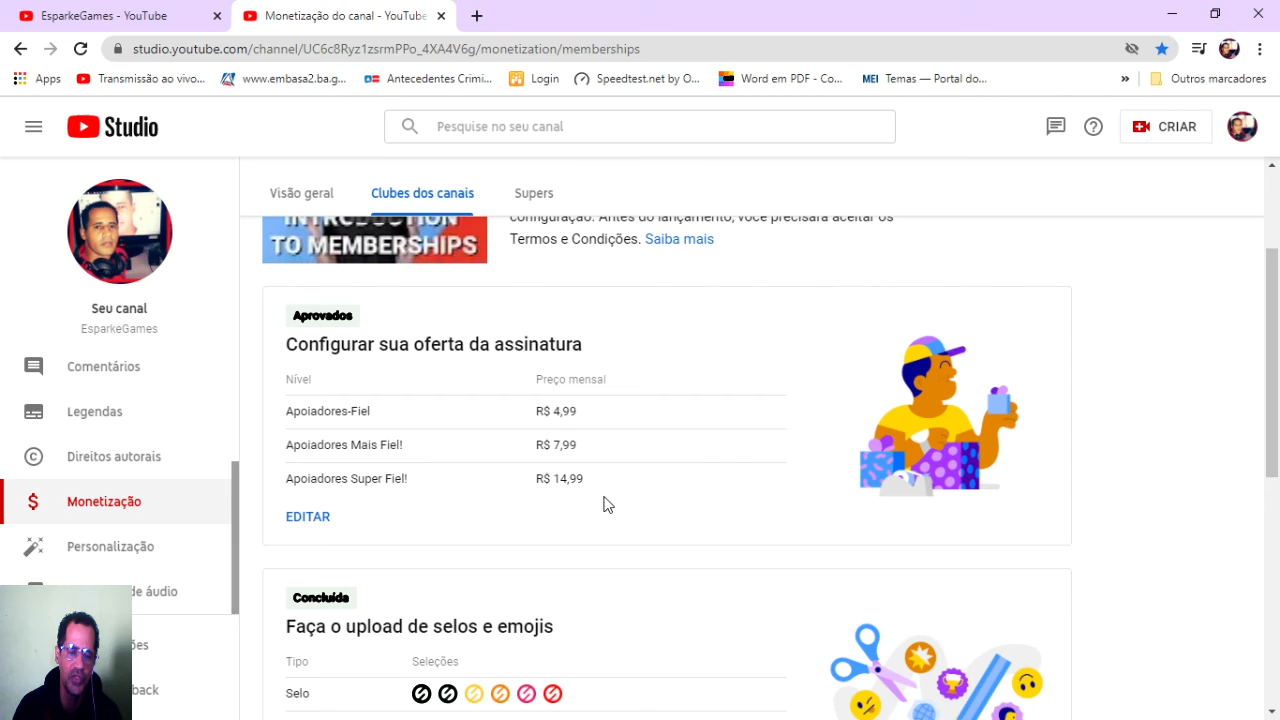 EsparkeGames - YouTube
Monetização - YouTube
studio.youtube.com/channel/UC6c8Ryz1zsrmPPo_4XA4V6g/monetization/memberships
Apps
Transmissão ao vivo...
www.embasa2.ba.g...
Antecedentes Crimi...
Login
Speedtest.net by O...
Word em PDF - Co...
MEI Temas — Portal do...
»
Outros marcadores
Studio
Pesquise no seu canal
CRIAR
Visão geral
Clubes dos canais
Supers
INTRODUCTION
TO MEMBERSHIPS
configuração. Antes do lançamento, você precisará aceitar os
Termos e Condições. Saiba mais
Seu canal
EsparkeGames
Comentários
Legendas
Direitos autorais
Monetização
Personalização
de áudio
Aprovados
Configurar sua oferta da assinatura
Nível Preço mensal
Apoiadores-Fiel R$ 4,99
Apoiadores Mais Fiel! R$ 7,99
Apoiadores Super Fiel! R$ 14,99
EDITAR
Concluída
Faça o upload de selos e emojis
Tipo Seleções
Selo